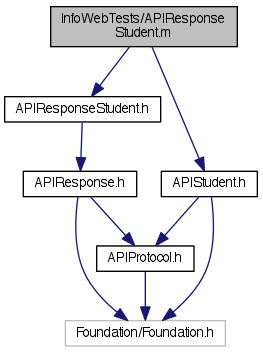 InfoWebTests/APIResponse
Student.m
APIResponseStudent.h
APIResponse.h
APIStudent.h
APIProtocol.h
Foundation/Foundation.h